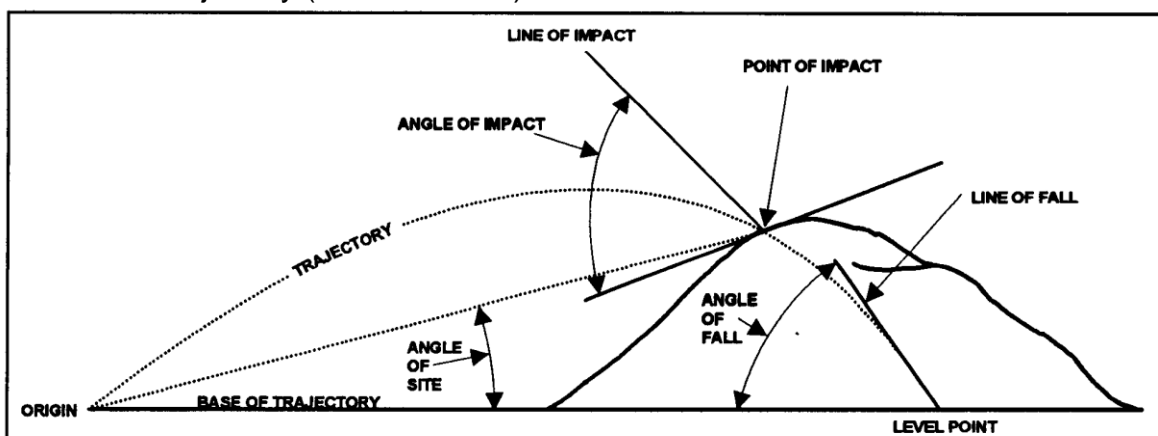 LINE OF IMPACT
POINT OF IMPACT
ANGLE OF IMPACT
LINE OF FALL
TRAJECTORY
ANGLE
OF
FALL
ANGLE
OF
SITE
BASE OF TRAJECTORY
ORIGIN
LEVEL POINT